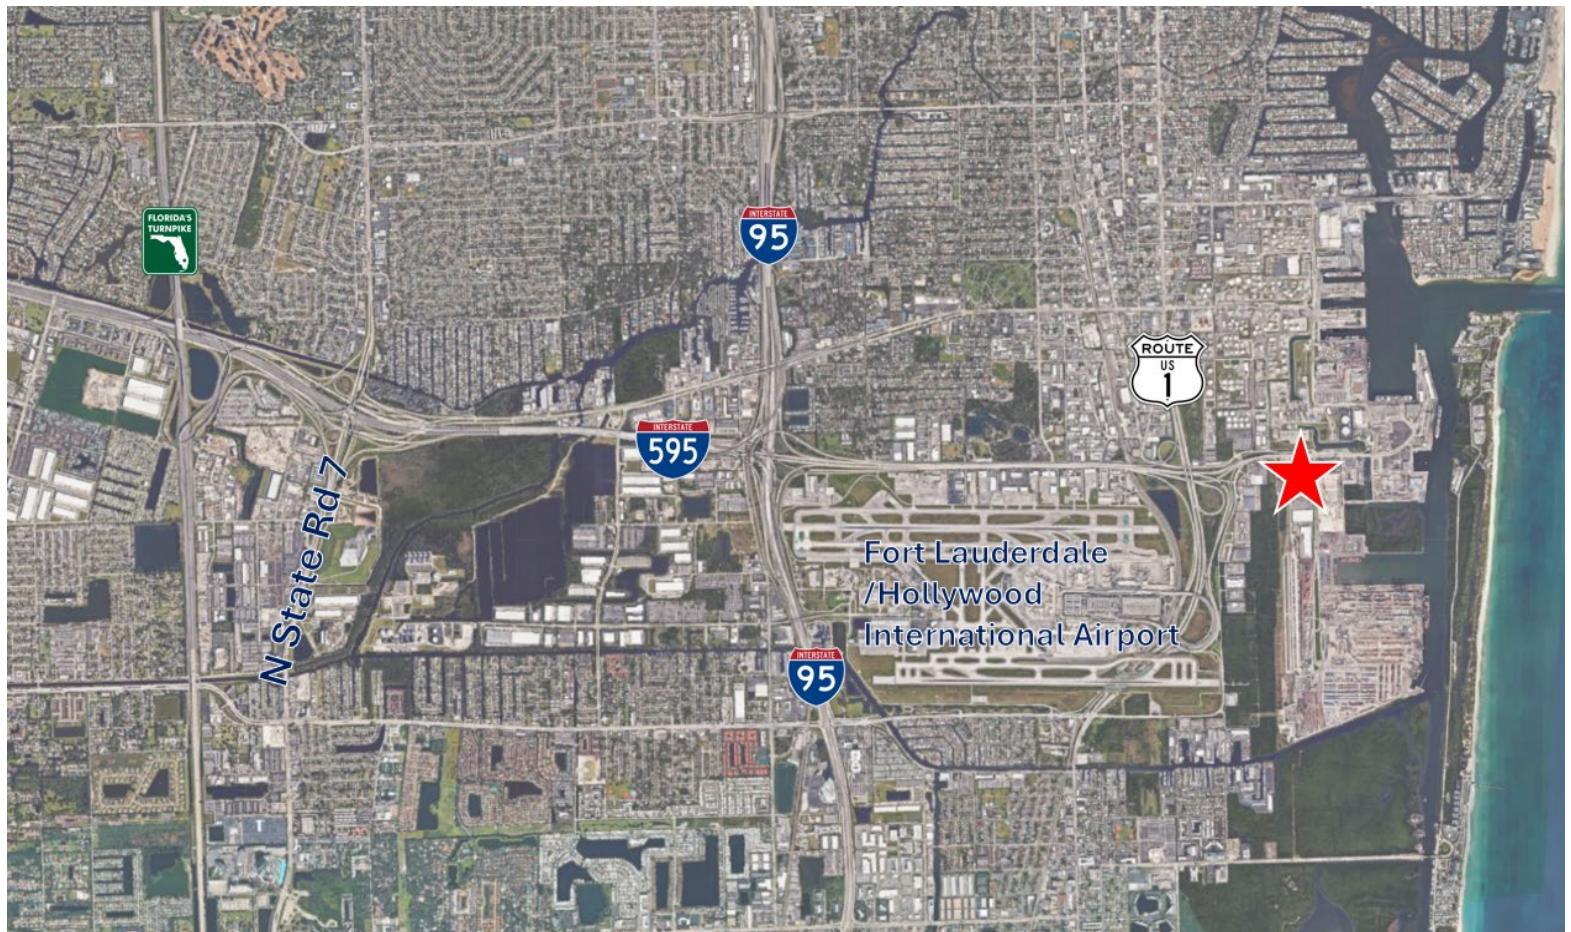 FLORIDA'S
TURNPIKE
INTERSTATE
95
ROUTE
US
1
INTERSTATE
595
N State Rd 7
Fort Lauderdale
/Hollywood
International Airport
INTERSTATE
95